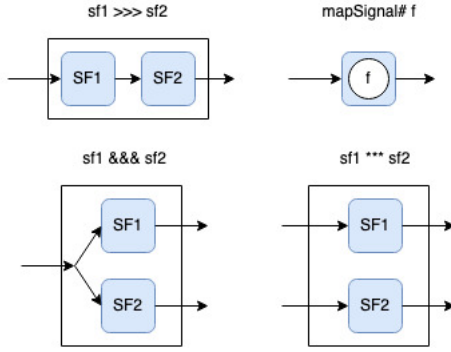 sf1 >>> sf2
mapSignal# f
SF1
SF2
f
sf1 &&& sf2
sf1 *** sf2
SF1
SF1
SF2
SF2